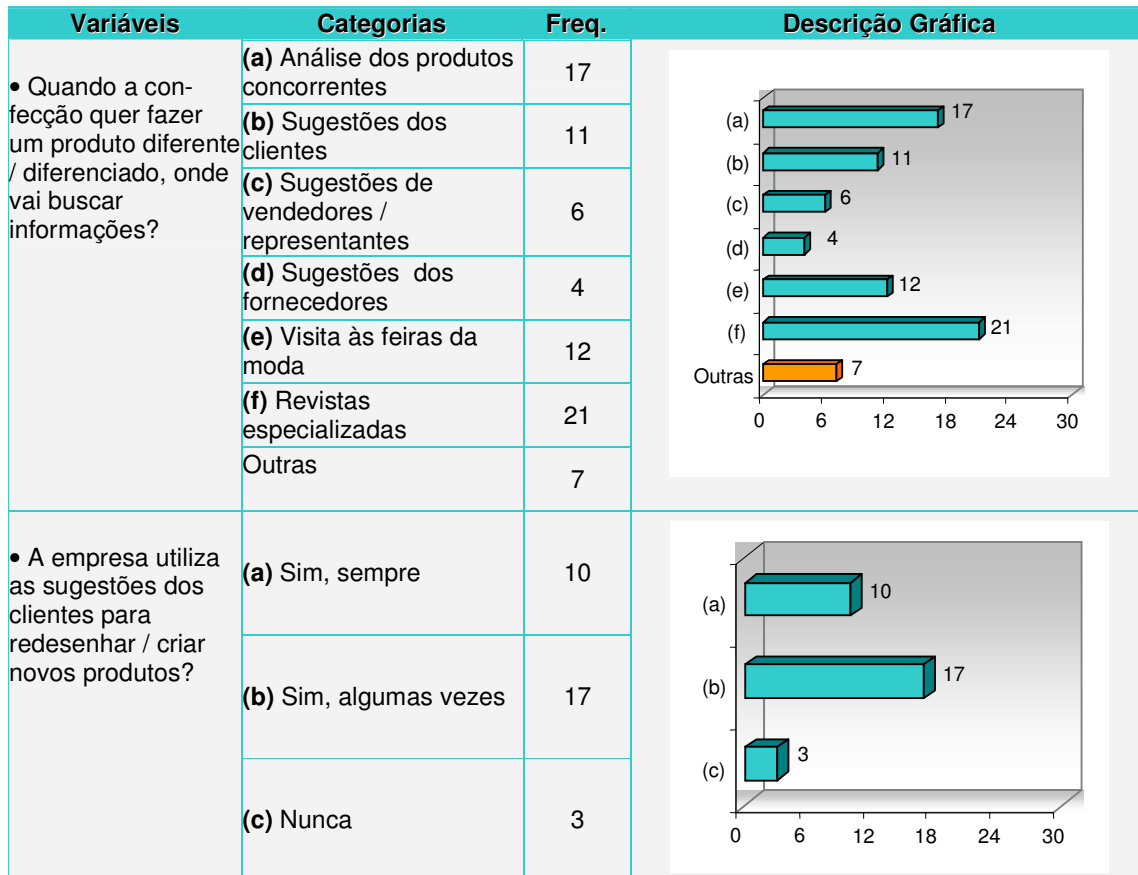 Variáveis Categorias Freq. Descrição Gráfica
• Quando a con-
fecção quer fazer
um produto diferente
/ diferenciado, onde
vai buscar
informações?
(a) Análise dos produtos
concorrentes
17
(b) Sugestões dos
clientes
11
(c) Sugestões de
vendedores /
representantes
6
(d) Sugestões dos
fornecedores
4
(e) Visita às feiras da
moda
12
(f) Revistas
especializadas
21
Outras
7
(a) 17
(b) 11
(c) 6
(d) 4
(e) 12
(f) 21
Outras 7
0 6 12 18 24 30
• A empresa utiliza
as sugestões dos
clientes para
redesenhar / criar
novos produtos?
(a) Sim, sempre
10
(b) Sim, algumas vezes
17
(c) Nunca
3
(a) 10
(b) 17
(c) 3
0 6 12 18 24 30